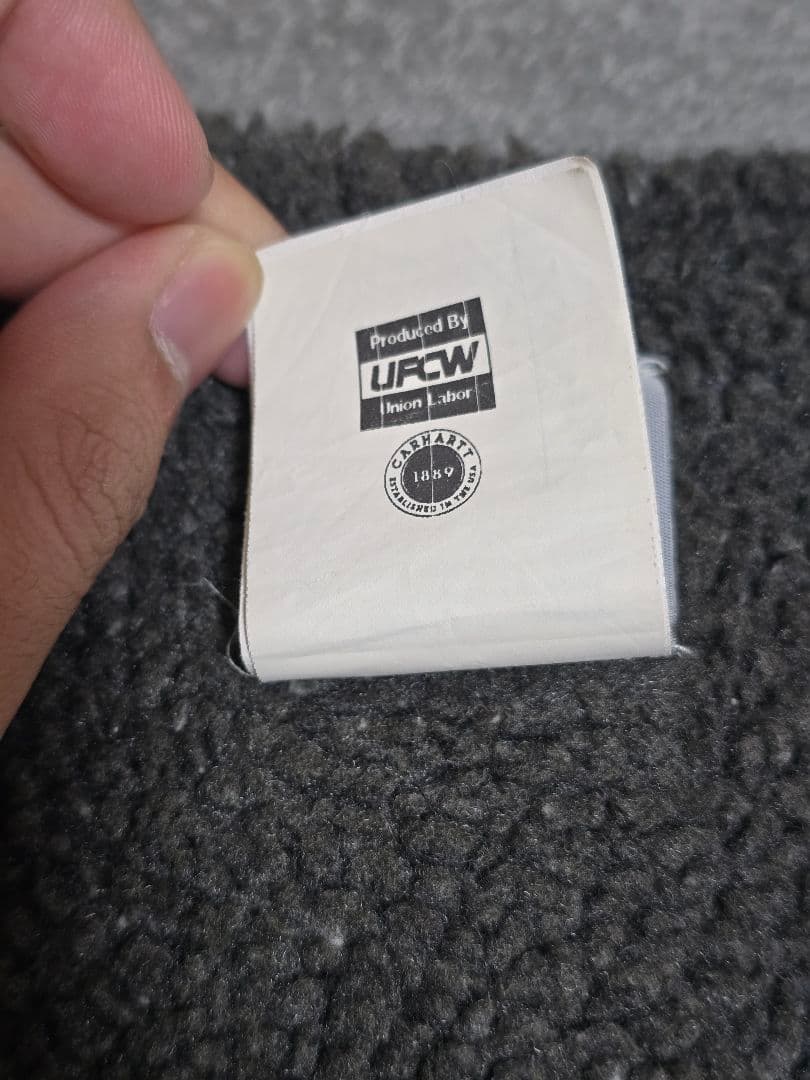 Produced By
UFCW
Union Labor
CARHARTT
1889
ESTABLISHED IN THE USA